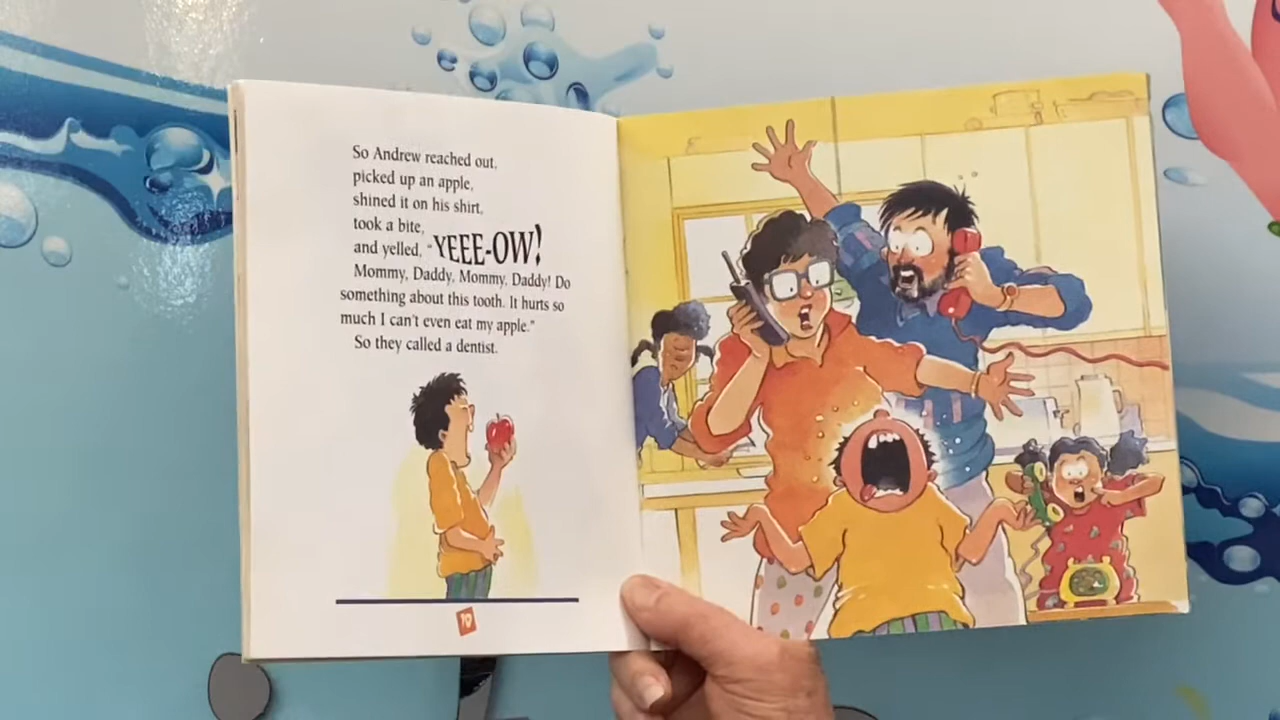 So Andrew reached out,
picked up an apple,
shined it on his shirt,
took a bite,
and yelled, "YEEE-OW!
Mommy, Daddy, Mommy, Daddy! Do
something about this tooth. It hurts so
much I can't even eat my apple."
So they called a dentist.
10